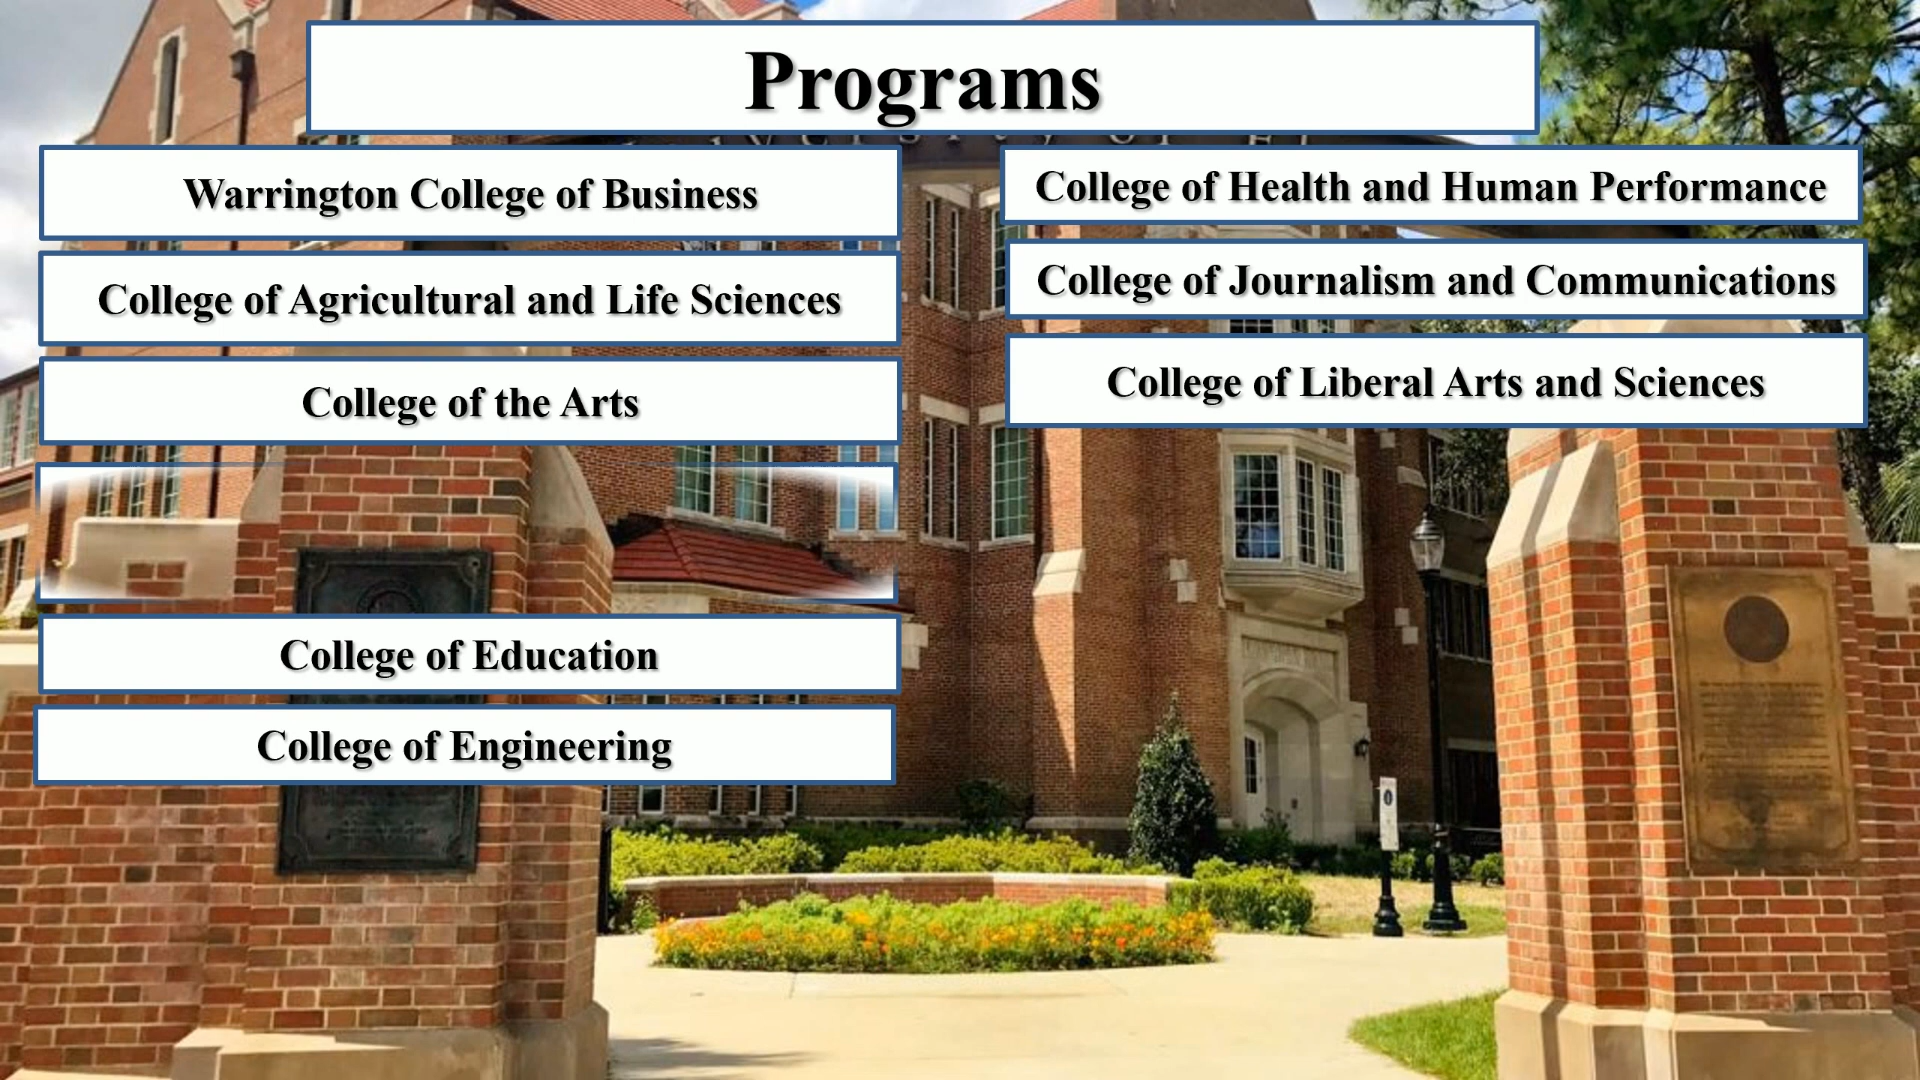 Programs
Warrington College of Business
College of Agricultural and Life Sciences
College of the Arts
College of Education
College of Engineering
College of Health and Human Performance
College of Journalism and Communications
College of Liberal Arts and Sciences